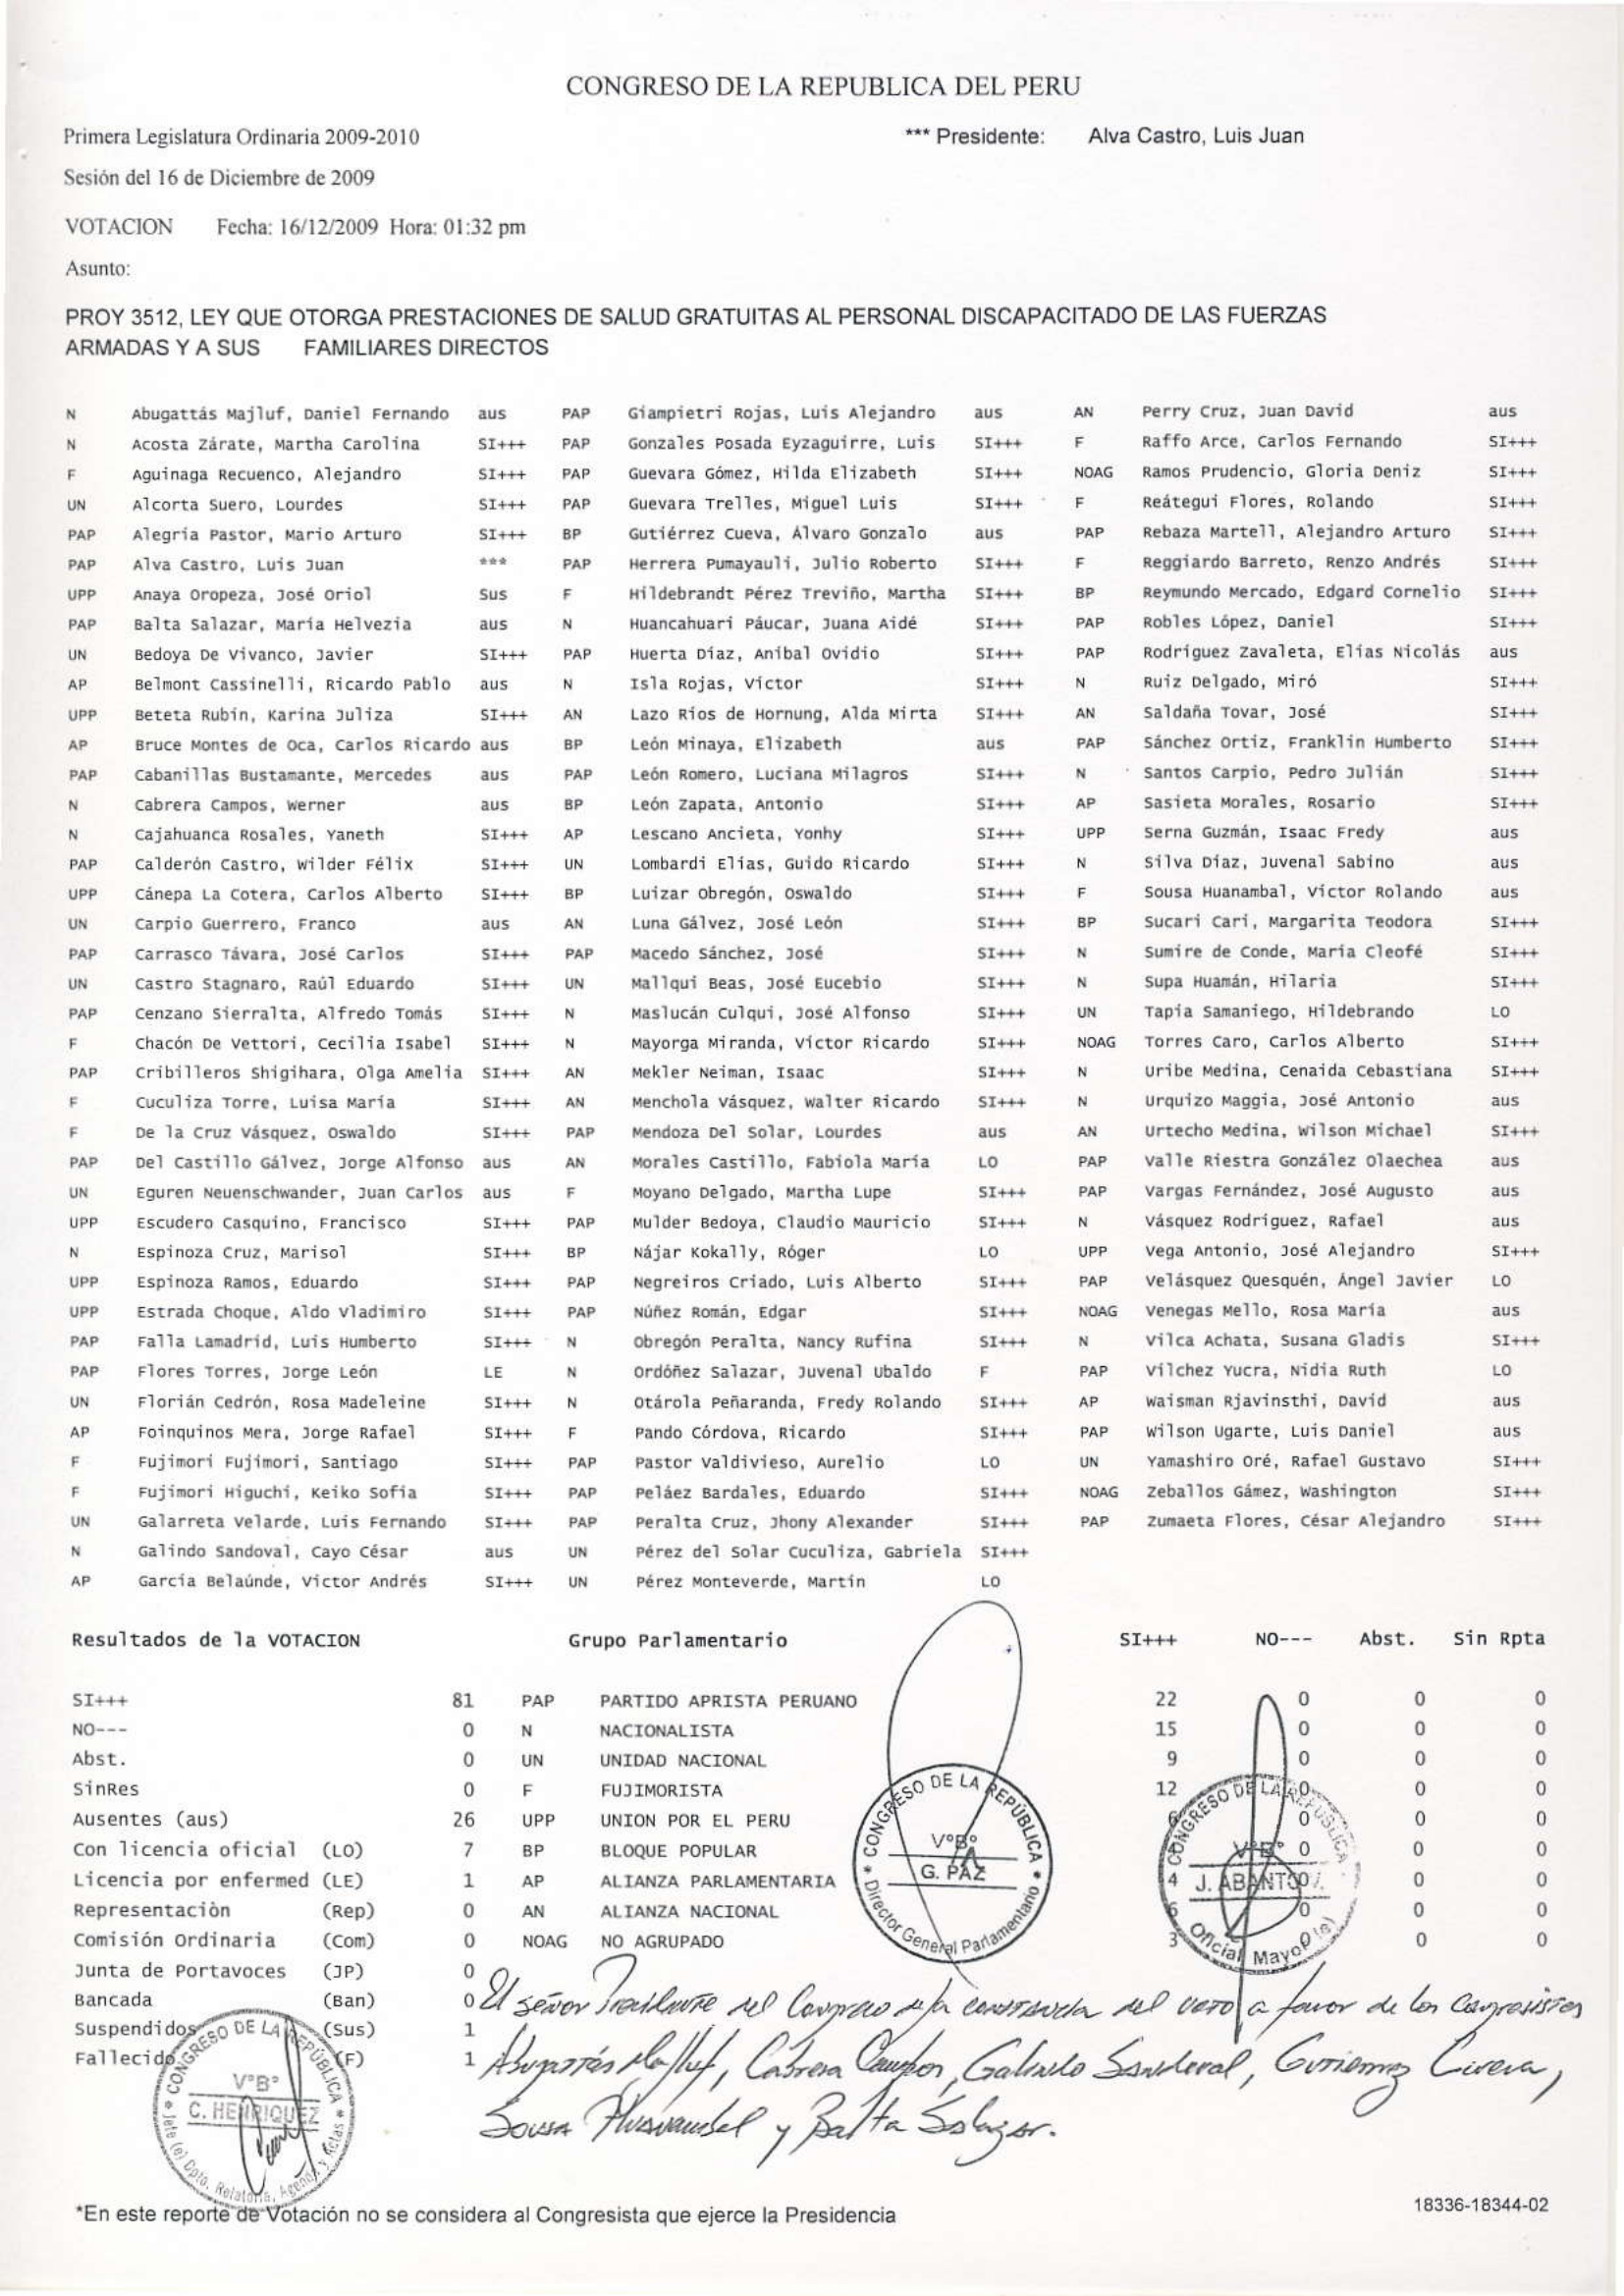 CONGRESO DE LA REPUBLICA DEL PERU
Primera Legislatura Ordinaria 2009-2010 *** Presidente: Alva Castro, Luis Juan
Sesión del 16 de Diciembre de 2009
VOTACION Fecha: 16/12/2009 Hora: 01:32 pm
Asunto:
PROY 3512, LEY QUE OTORGA PRESTACIONES DE SALUD GRATUITAS AL PERSONAL DISCAPACITADO DE LAS FUERZAS
ARMADAS Y A SUS FAMILIARES DIRECTOS
N Abugattás Majluf, Daniel Fernando aus PAP Giampietri Rojas, Luis Alejandro aus AN Perry Cruz, Juan David aus
N Acosta Zárate, Martha Carolina SI+++ PAP Gonzales Posada Eyzaguirre, Luis SI+++ F Raffo Arce, Carlos Fernando SI+++
F Aguinaga Recuenco, Alejandro SI+++ PAP Guevara Gómez, Hilda Elizabeth SI+++ NOAG Ramos Prudencio, Gloria Deniz SI+++
UN Alcorta Suero, Lourdes SI+++ PAP Guevara Trelles, Miguel Luis SI+++ F Reátegui Flores, Rolando SI+++
PAP Alegría Pastor, Mario Arturo SI+++ BP Gutiérrez Cueva, Álvaro Gonzalo aus PAP Rebaza Martell, Alejandro Arturo SI+++
PAP Alva Castro, Luis Juan *** PAP Herrera Pumayauli, Julio Roberto SI+++ F Reggiardo Barreto, Renzo Andrés SI+++
UPP Anaya Oropeza, José Oriol Sus F Hildebrandt Pérez Treviño, Martha SI+++ BP Reymundo Mercado, Edgard Cornelio SI+++
PAP Balta Salazar, María Helvezia aus N Huancahuari Páucar, Juana Aidé SI+++ PAP Robles López, Daniel SI+++
UN Bedoya De Vivanco, Javier SI+++ PAP Huerta Díaz, Anibal Ovidio SI+++ PAP Rodríguez Zavaleta, Elías Nicolás aus
AP Belmont Cassinelli, Ricardo Pablo aus N Isla Rojas, Víctor SI+++ N Ruiz Delgado, Miró SI+++
UPP Beteta Rubín, Karina Juliza SI+++ AN Lazo Ríos de Hornung, Alda Mirta SI+++ AN Saldaña Tovar, José SI+++
AP Bruce Montes de Oca, Carlos Ricardo aus BP León Minaya, Elizabeth aus PAP Sánchez Ortiz, Franklin Humberto SI+++
PAP Cabanillas Bustamante, Mercedes aus PAP León Romero, Luciana Milagros SI+++ N Santos Carpio, Pedro Julián SI+++
N Cabrera Campos, Werner aus BP León Zapata, Antonio SI+++ AP Sasieta Morales, Rosario SI+++
N Cajahuanca Rosales, Yaneth SI+++ AP Lescano Ancieta, Yonhy SI+++ UPP Serna Guzmán, Isaac Fredy aus
PAP Calderón Castro, Wilder Félix SI+++ UN Lombardi Elías, Guido Ricardo SI+++ N Silva Díaz, Juvenal Sabino aus
UPP Cánepa La Cotera, Carlos Alberto SI+++ BP Luizar Obregón, Oswaldo SI+++ F Sousa Huanambal, Víctor Rolando aus
UN Carpio Guerrero, Franco aus AN Luna Gálvez, José León SI+++ BP Sucari Cari, Margarita Teodora SI+++
PAP Carrasco Távara, José Carlos SI+++ PAP Macedo Sánchez, José SI+++ N Sumire de Conde, María Cleofé SI+++
UN Castro Stagnaro, Raúl Eduardo SI+++ UN Mallqui Beas, José Eucebio SI+++ N Supa Huamán, Hilaria SI+++
PAP Cenzano Sierralta, Alfredo Tomás SI+++ N Maslucán Culqui, José Alfonso SI+++ UN Tapia Samaniego, Hildebrando LO
F Chacón De Vettori, Cecilia Isabel SI+++ N Mayorga Miranda, Víctor Ricardo SI+++ NOAG Torres Caro, Carlos Alberto SI+++
PAP Cribilleros Shigihara, Olga Amelia SI+++ AN Mekler Neiman, Isaac SI+++ N Uribe Medina, Cenaida Cebastiana SI+++
F Cuculiza Torre, Luisa María SI+++ AN Menchola Vásquez, Walter Ricardo SI+++ N Urquizo Maggia, José Antonio aus
F De la Cruz Vásquez, Oswaldo SI+++ PAP Mendoza Del Solar, Lourdes aus AN Urtecho Medina, Wilson Michael SI+++
PAP Del Castillo Gálvez, Jorge Alfonso aus AN Morales Castillo, Fabiola María LO PAP Valle Riestra González Olaechea aus
UN Eguren Neuenschwander, Juan Carlos aus F Moyano Delgado, Martha Lupe SI+++ PAP Vargas Fernández, José Augusto aus
UPP Escudero Casquino, Francisco SI+++ PAP Mulder Bedoya, Claudio Mauricio SI+++ N Vásquez Rodríguez, Rafael aus
N Espinoza Cruz, Marisol SI+++ BP Nájar Kokally, Róger LO UPP Vega Antonio, José Alejandro SI+++
UPP Espinoza Ramos, Eduardo SI+++ PAP Negreiros Criado, Luis Alberto SI+++ PAP Velásquez Quesquén, Ángel Javier LO
UPP Estrada Choque, Aldo Vladimiro SI+++ PAP Núñez Román, Edgar SI+++ NOAG Venegas Mello, Rosa María aus
PAP Falla Lamadrid, Luis Humberto SI+++ N Obregón Peralta, Nancy Rufina SI+++ N Vilca Achata, Susana Gladis SI+++
PAP Flores Torres, Jorge León LE N Ordóñez Salazar, Juvenal Ubaldo F PAP Vílchez Yucra, Nidia Ruth LO
UN Florián Cedrón, Rosa Madeleine SI+++ N Otárola Peñaranda, Fredy Rolando SI+++ AP Waisman Rjavinsthi, David aus
AP Foinquinos Mera, Jorge Rafael SI+++ F Pando Córdova, Ricardo SI+++ PAP Wilson Ugarte, Luis Daniel aus
F Fujimori Fujimori, Santiago SI+++ PAP Pastor Valdivieso, Aurelio LO UN Yamashiro Oré, Rafael Gustavo SI+++
F Fujimori Higuchi, Keiko Sofía SI+++ PAP Peláez Bardales, Eduardo SI+++ NOAG Zeballos Gámez, Washington SI+++
UN Galarreta Velarde, Luis Fernando SI+++ PAP Peralta Cruz, Jhony Alexander SI+++ PAP Zumaeta Flores, César Alejandro SI+++
N Galindo Sandoval, Cayo César aus UN Pérez del Solar Cuculiza, Gabriela SI+++
AP García Belaúnde, Víctor Andrés SI+++ UN Pérez Monteverde, Martín LO
Resultados de la VOTACION Grupo Parlamentario SI+++ NO--- Abst. Sin Rpta
SI+++ 81 PAP PARTIDO APRISTA PERUANO 22 0 0 0
NO--- 0 N NACIONALISTA 15 0 0 0
Abst. 0 UN UNIDAD NACIONAL 9 0 0 0
SinRes 0 F FUJIMORISTA 12 0 0 0
Ausentes (aus) 26 UPP UNION POR EL PERU 6 0 0 0
Con licencia oficial (LO) 7 BP BLOQUE POPULAR 0 0 0
Licencia por enfermed (LE) 1 AP ALIANZA PARLAMENTARIA 4 0 0 0
Representaciòn (Rep) 0 AN ALIANZA NACIONAL 6 0 0 0
Comisión Ordinaria (Com) 0 NOAG NO AGRUPADO 3 0 0 0
Junta de Portavoces (JP) 0
Bancada (Ban) 0
Suspendidos (Sus) 1
Fallecido (F) 1
CONGRESO DE LA REPÚBLICA
V°B°
G. PAZ
Director General Parlamentario
CONGRESO DE LA REPÚBLICA
V°B°
J. ABANTO
Oficial Mayor (e)
El señor Presidente del Congreso deja constancia del voto a favor de los Congresistas
Abugattás Majluf, Cabrera Campos, Galindo Sandoval, Gutierrez Cueva,
Sousa Huanambal y Balta Salazar.
CONGRESO DE LA REPÚBLICA
V°B°
C. HENRIQUEZ
Jefe (e) Dpto. Relatoría, Agenda y Actas
*En este reporte de Votación no se considera al Congresista que ejerce la Presidencia
18336-18344-02